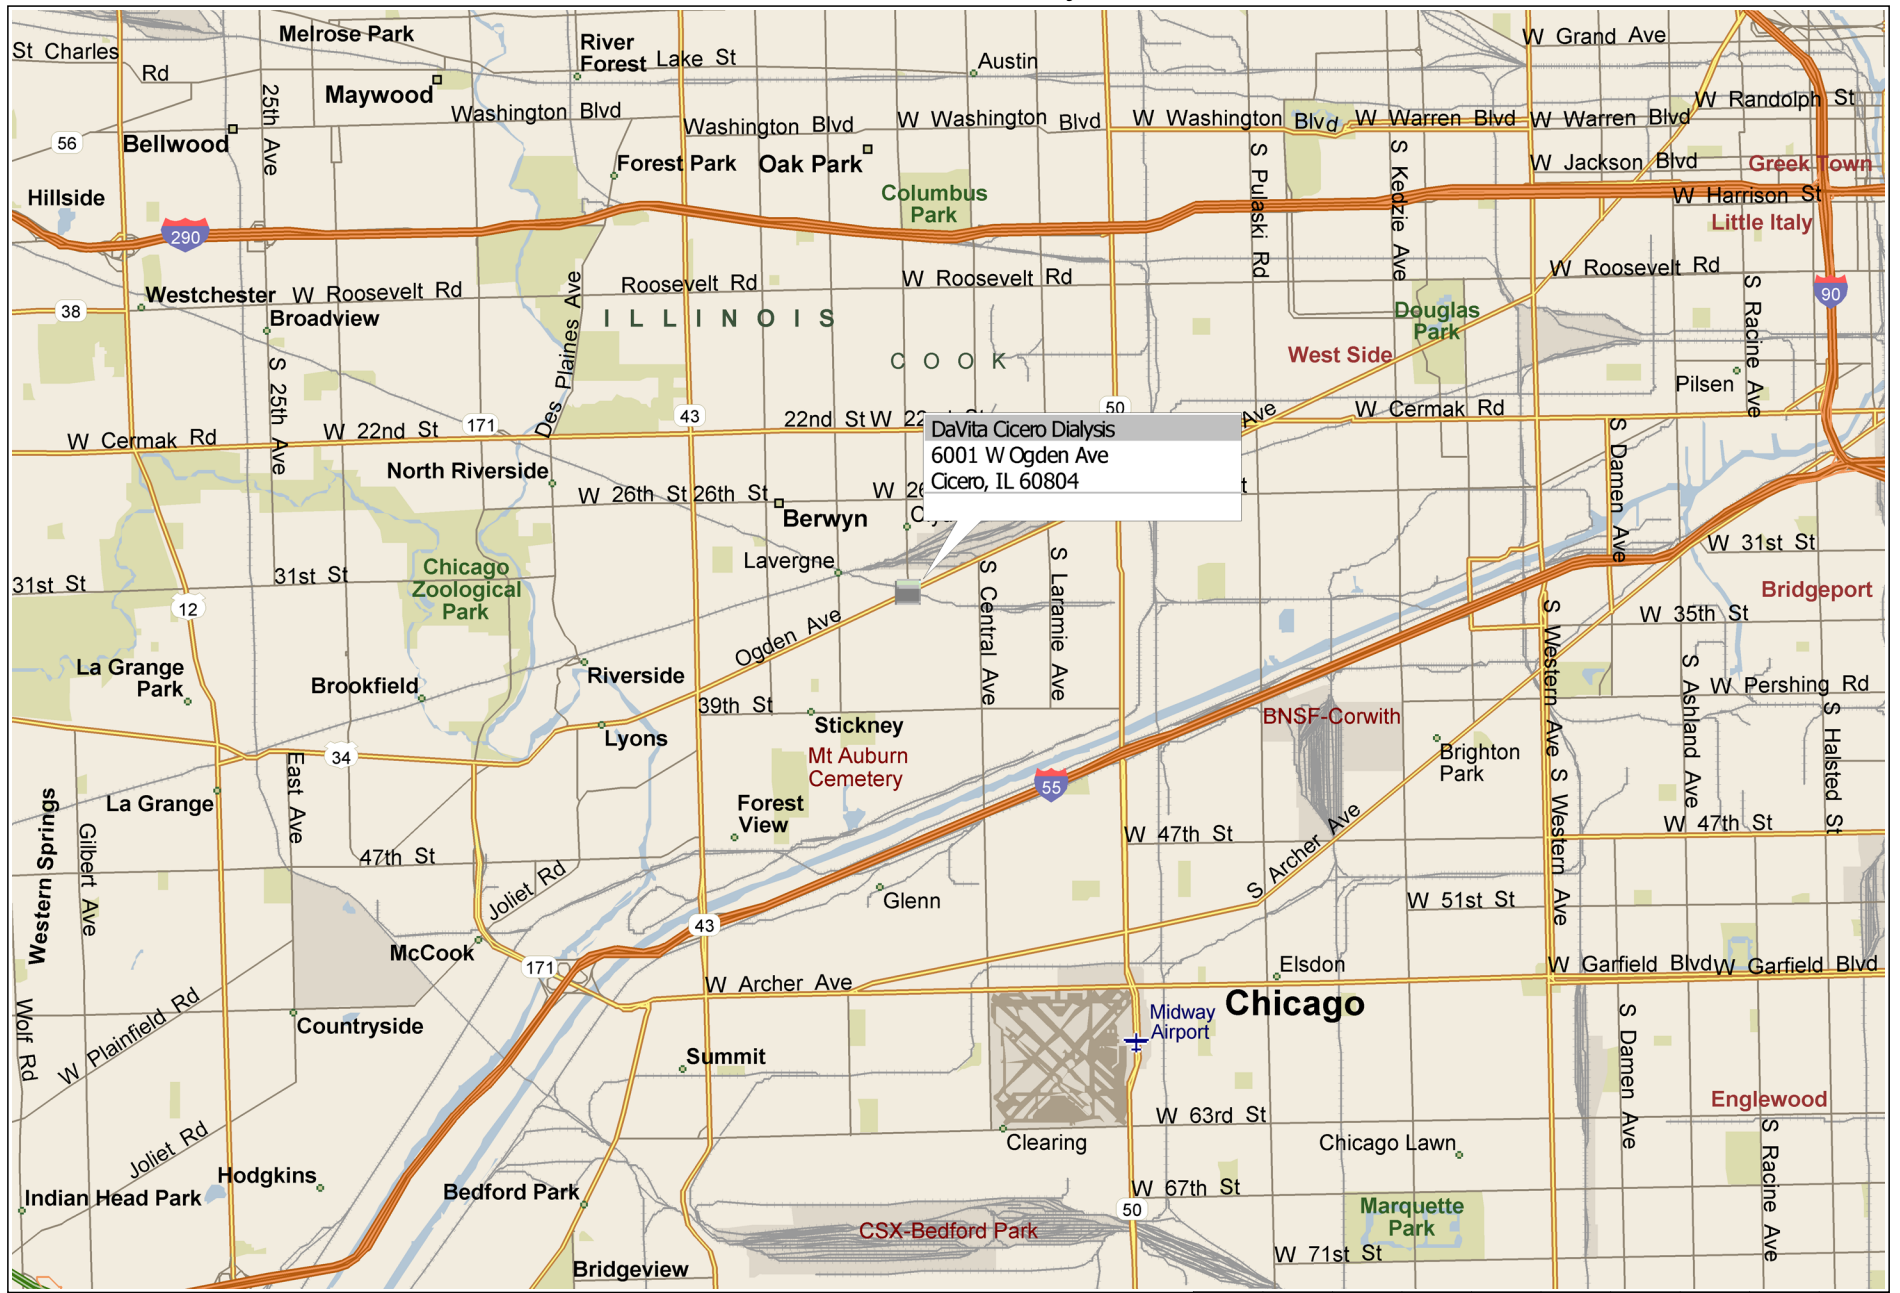 Melrose Park
River
Forest
Lake St
Austin
W Grand Ave
St Charles
Rd
Maywood
25th Ave
Washington Blvd
Washington Blvd
W Washington Blvd
W Washington Blvd
W Warren Blvd
W Warren Blvd
W Randolph St
56
Bellwood
Forest Park
Oak Park
S Pulaski Rd
S Kedzie Ave
W Jackson Blvd
Greek Town
Hillside
Columbus
Park
W Harrison St
Little Italy
290
W Roosevelt Rd
Roosevelt Rd
W Roosevelt Rd
W Roosevelt Rd
90
38
Westchester
Broadview
Des Plaines Ave
ILLINOIS
COOK
Douglas
Park
S Racine Ave
West Side
S 25th Ave
Pilsen
43
50
171
W Cermak Rd
W 22nd St
22nd St
Ave
W Cermak Rd
DaVita Cicero Dialysis
6001 W Ogden Ave
Cicero, IL 60804
S Damen Ave
North Riverside
W 26th St
26th St
Berwyn
Lavergne
W 31st St
31st St
31st St
Chicago
Zoological
Park
S Central Ave
S Laramie Ave
Bridgeport
12
Ogden Ave
W 35th St
S Western Ave
La Grange
Park
Brookfield
Riverside
39th St
Stickney
BNSF-Corwith
S Ashland Ave
W Pershing Rd
S Halsted St
Lyons
34
Mt Auburn
Cemetery
Brighton
Park
55
East Ave
La Grange
Forest
View
W 47th St
S Western Ave
W 47th St
Western Springs
Gilbert Ave
47th St
Joliet Rd
Glenn
S Archer Ave
W 51st St
43
McCook
171
Elsdon
W Garfield Blvd
W Garfield Blvd
W Archer Ave
Chicago
Wolf Rd
W Plainfield Rd
Countryside
Midway
Airport
S Damen Ave
Summit
Englewood
W 63rd St
Clearing
Chicago Lawn
Joliet Rd
S Racine Ave
Hodgkins
Indian Head Park
Bedford Park
W 67th St
50
Marquette
Park
CSX-Bedford Park
W 71st St
Bridgeview